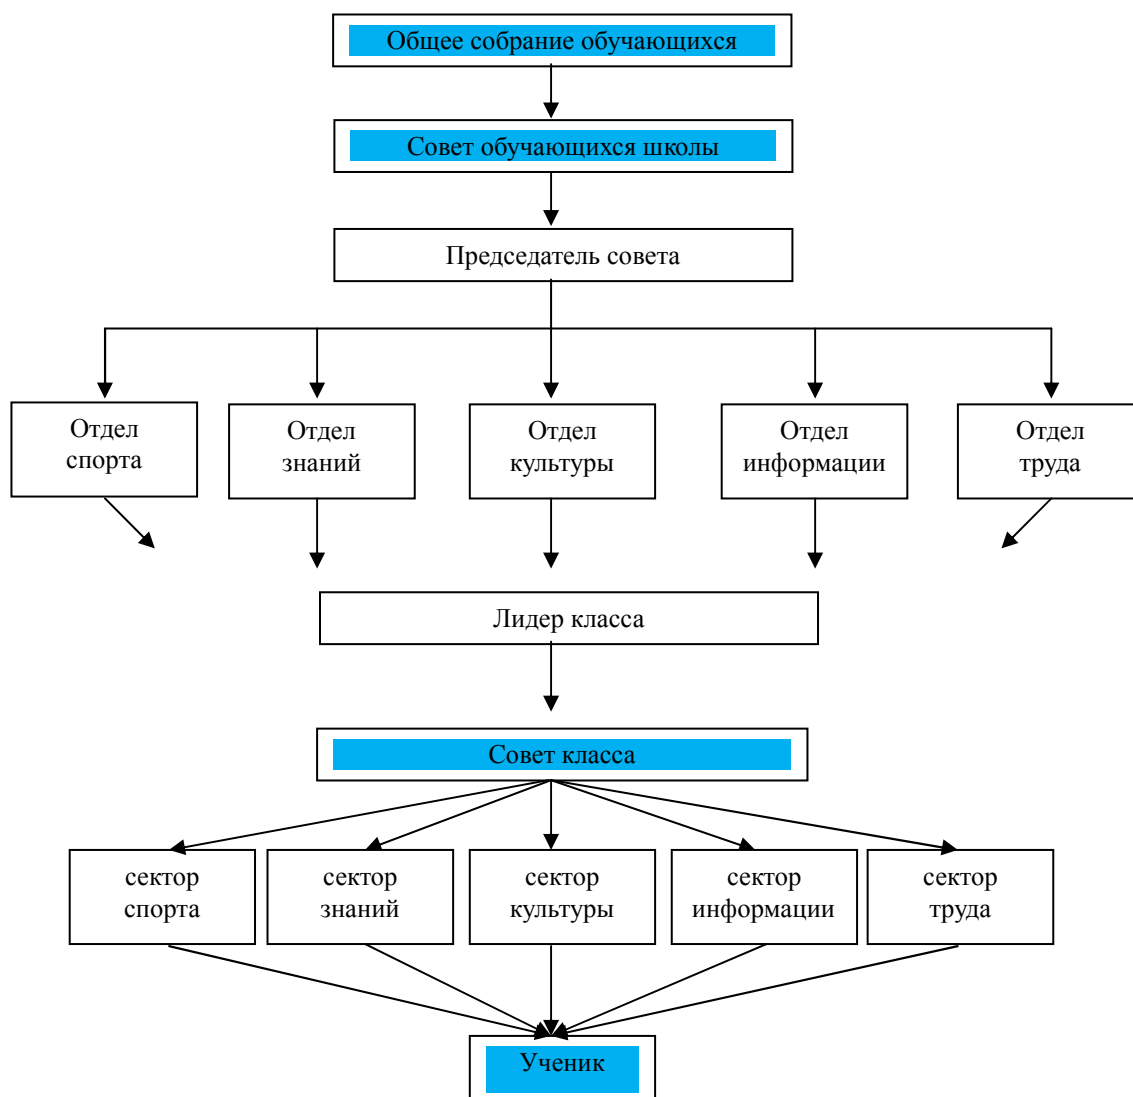 Общее собрание обучающихся
Совет обучающихся школы
Председатель совета
Отдел
спорта
Отдел
знаний
Отдел
культуры
Отдел
информации
Отдел
труда
Лидер класса
Совет класса
сектор
спорта
сектор
знаний
сектор
культуры
сектор
информации
сектор
труда
Ученик